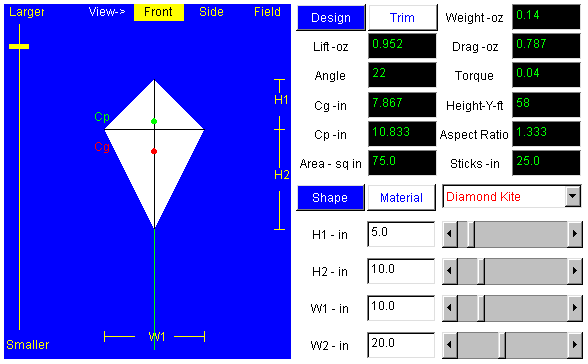 Larger View-> Front Side Field
Cp
Cg
H1
H2
W1
Smaller
Design Trim Weight-oz 0.14
Lift-oz 0.952 Drag-oz 0.787
Angle 22 Torque 0.04
Cg-in 7.867 Height-Y-ft 58
Cp-in 10.833 Aspect Ratio 1.333
Area - sq in 75.0 Sticks-in 25.0
Shape Material Diamond Kite
H1 - in 5.0
H2 - in 10.0
W1 - in 10.0
W2 - in 20.0